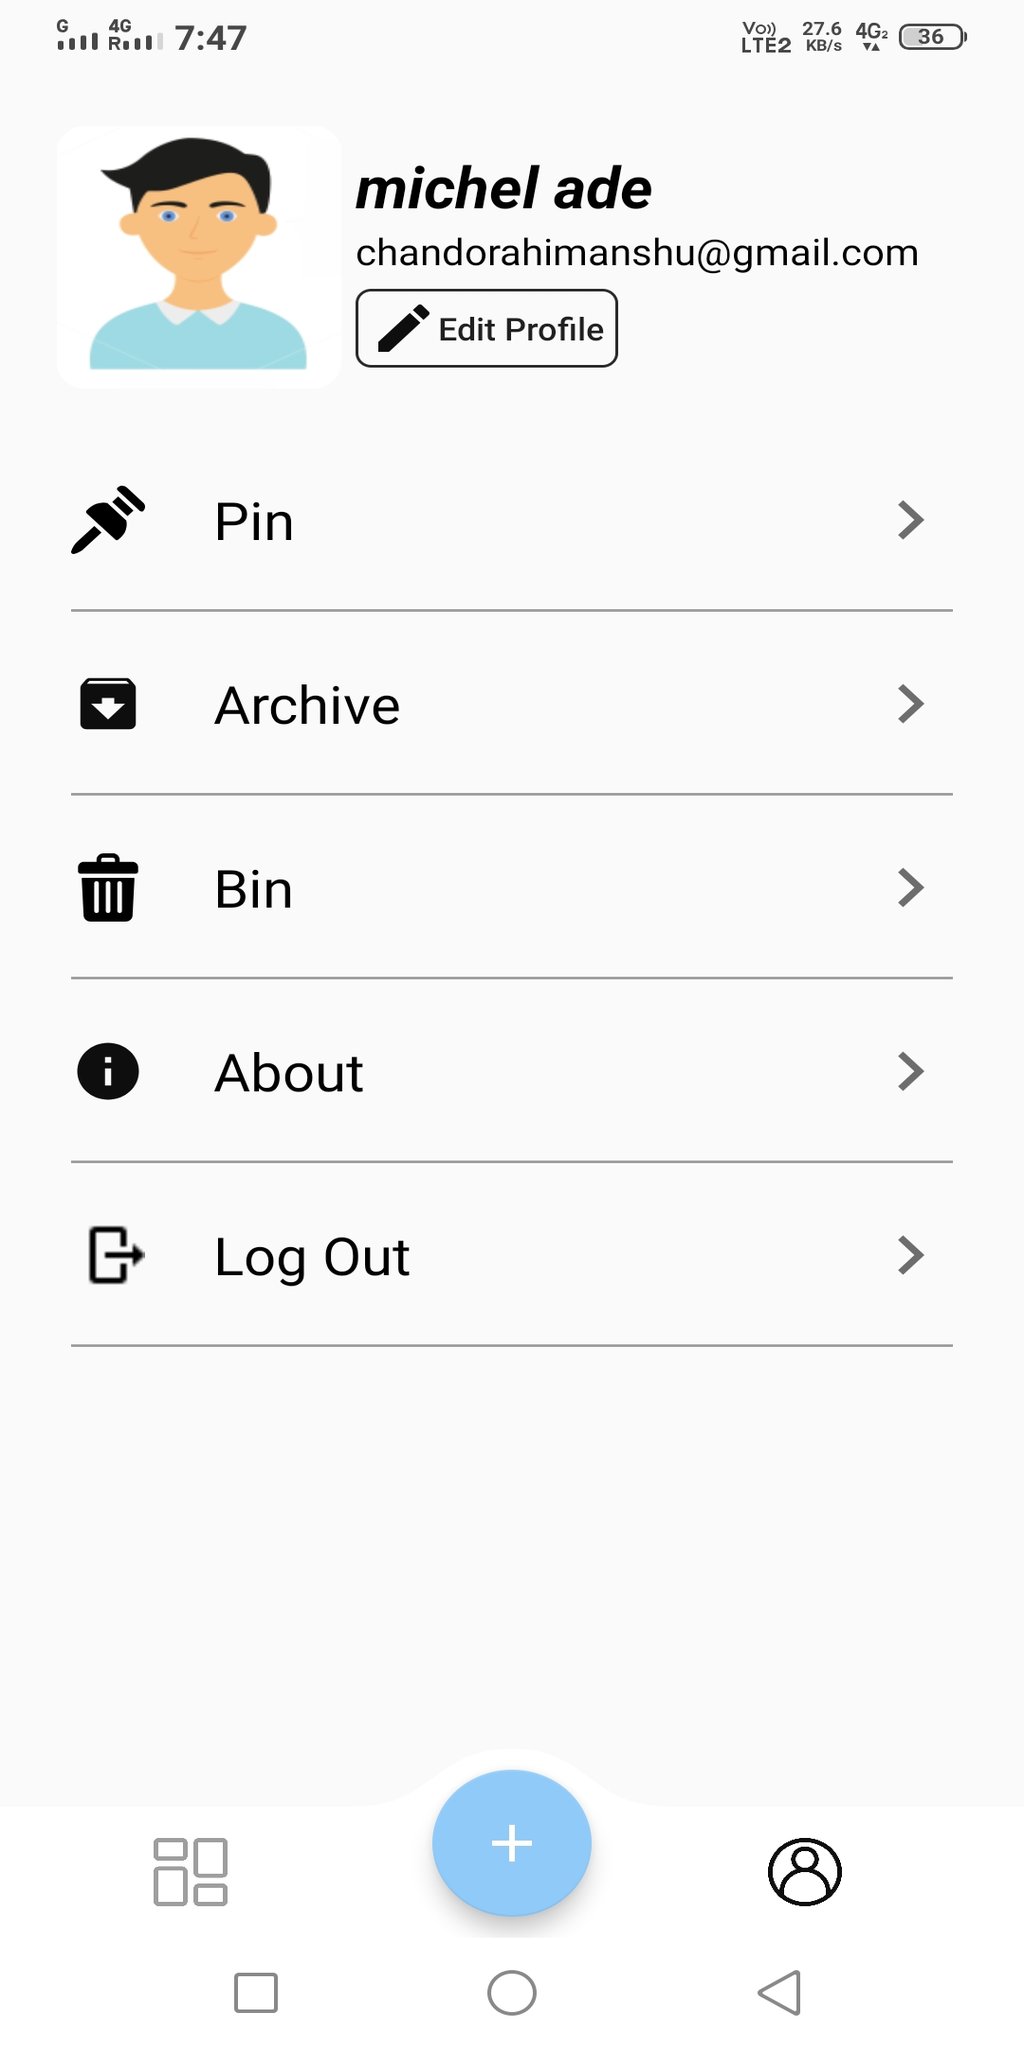 G 4G R 7:47 Vo)) LTE2 27.6 KB/s 4G2 36
michel ade
chandorahimanshu@gmail.com
Edit Profile
Pin
Archive
Bin
About
Log Out